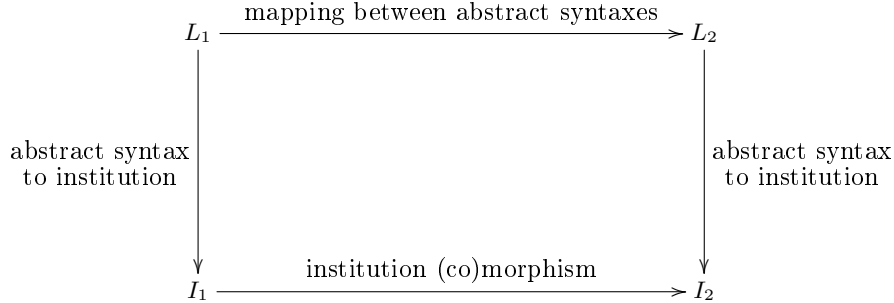 mapping between abstract syntaxes
L₁ L₂
abstract syntax abstract syntax
to institution to institution
institution (co)morphism
I₁ I₂